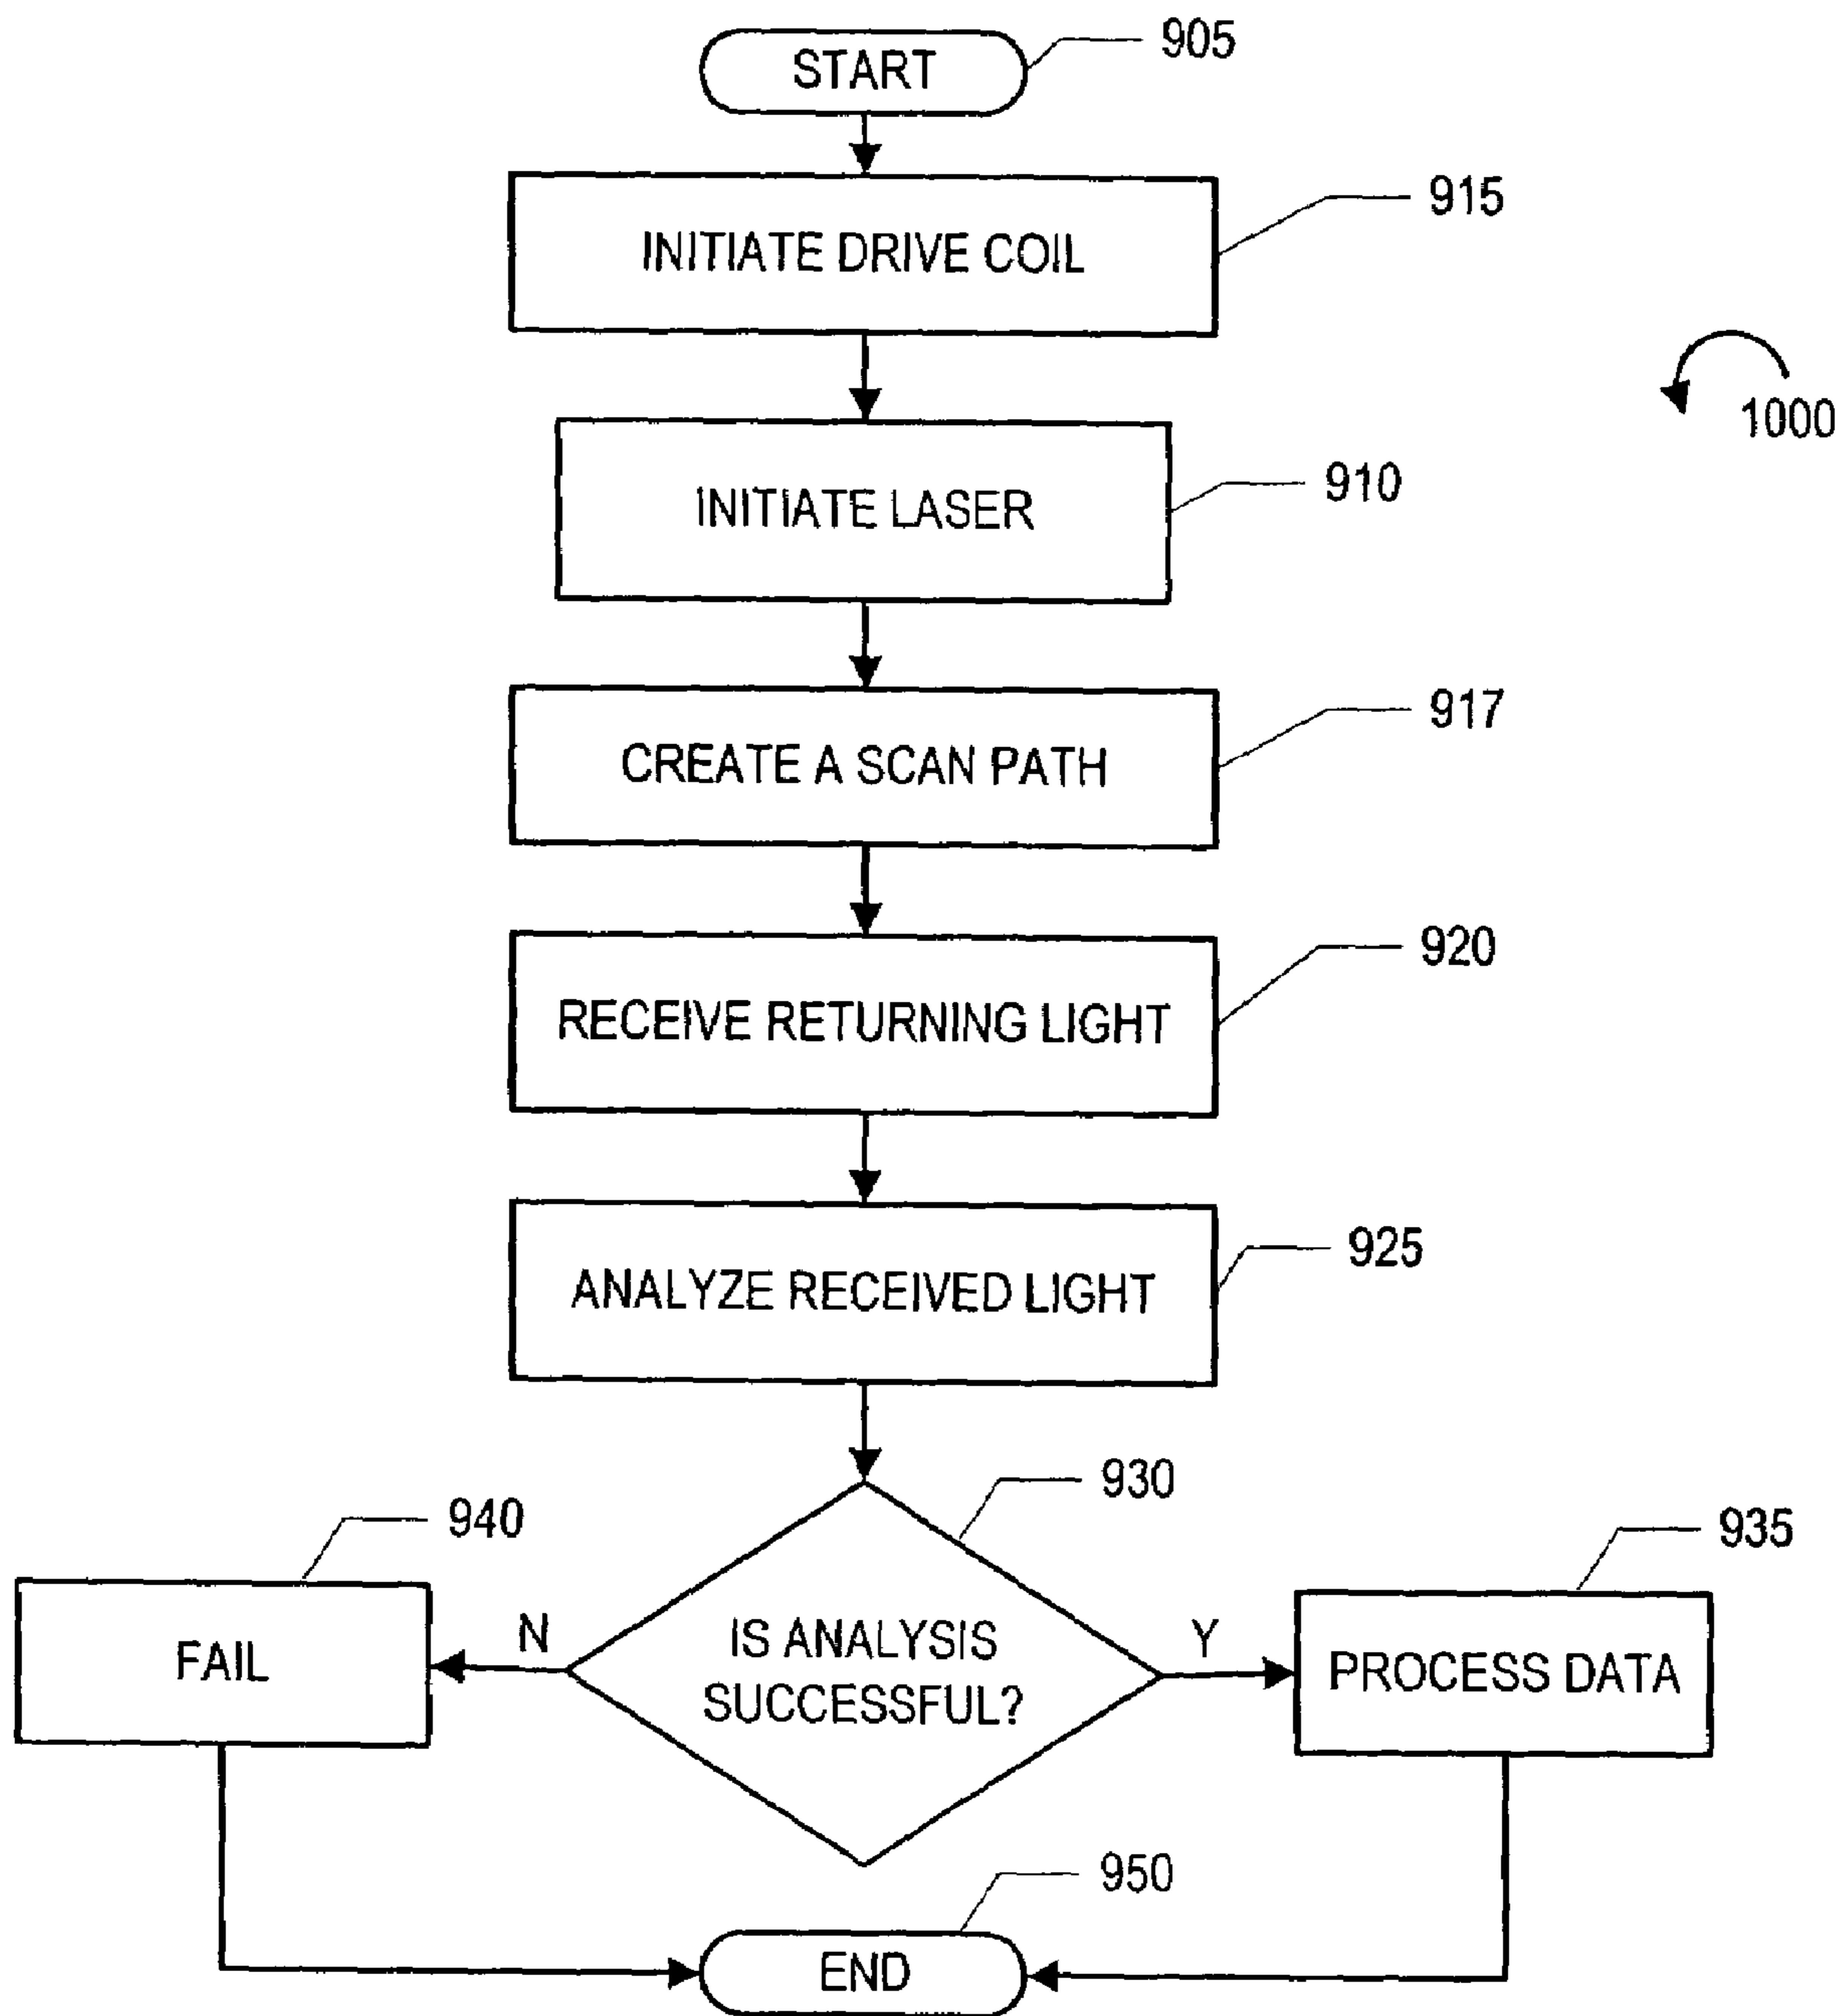 START
905
INITIATE DRIVE COIL
915
1000
INITIATE LASER
910
CREATE A SCAN PATH
917
RECEIVE RETURNING LIGHT
920
ANALYZE RECEIVED LIGHT
925
930
940
935
FAIL
N
IS ANALYSIS
SUCCESSFUL?
Y
PROCESS DATA
950
END